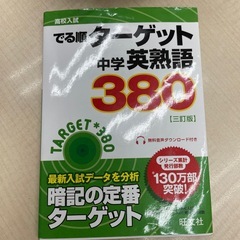 高校入試
でる順 ターゲット
中学 英熟語
380
[三訂版]
TARGET★380
無料音声ダウンロード付き
シリーズ累計
発行部数
130万部
突破!
最新入試データを分析
暗記の定番
ターゲット
旺文社